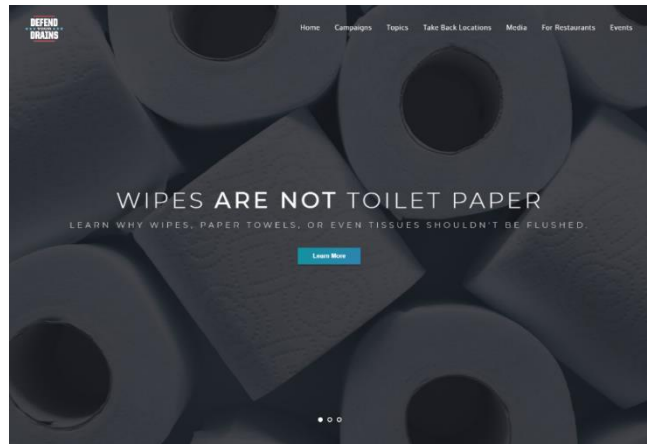 DEFEND
DRAINS
Home Campaigns Topics Take Back Locations Media For Restaurants Events
WIPES ARE NOT TOILET PAPER
LEARN WHY WIPES, PAPER TOWELS, OR EVEN TISSUES SHOULDN'T BE FLUSHED.
Learn More